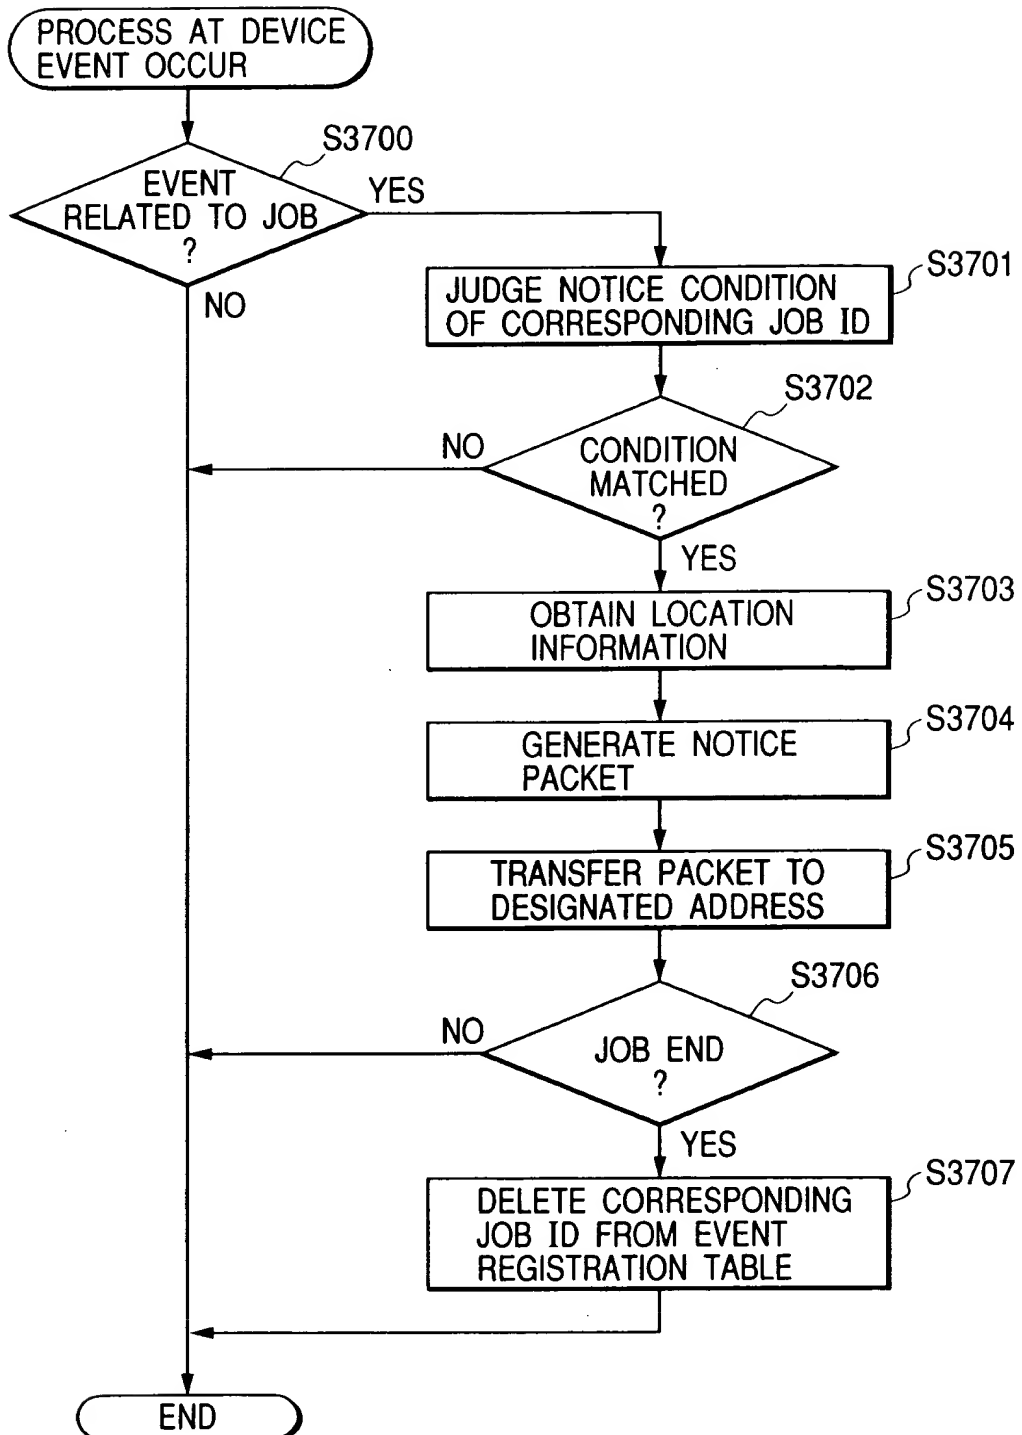 PROCESS AT DEVICE
EVENT OCCUR
S3700
EVENT
RELATED TO JOB
?
YES
NO
S3701
JUDGE NOTICE CONDITION
OF CORRESPONDING JOB ID
S3702
NO
CONDITION
MATCHED
?
YES
S3703
OBTAIN LOCATION
INFORMATION
S3704
GENERATE NOTICE
PACKET
S3705
TRANSFER PACKET TO
DESIGNATED ADDRESS
S3706
NO
JOB END
?
YES
S3707
DELETE CORRESPONDING
JOB ID FROM EVENT
REGISTRATION TABLE
END